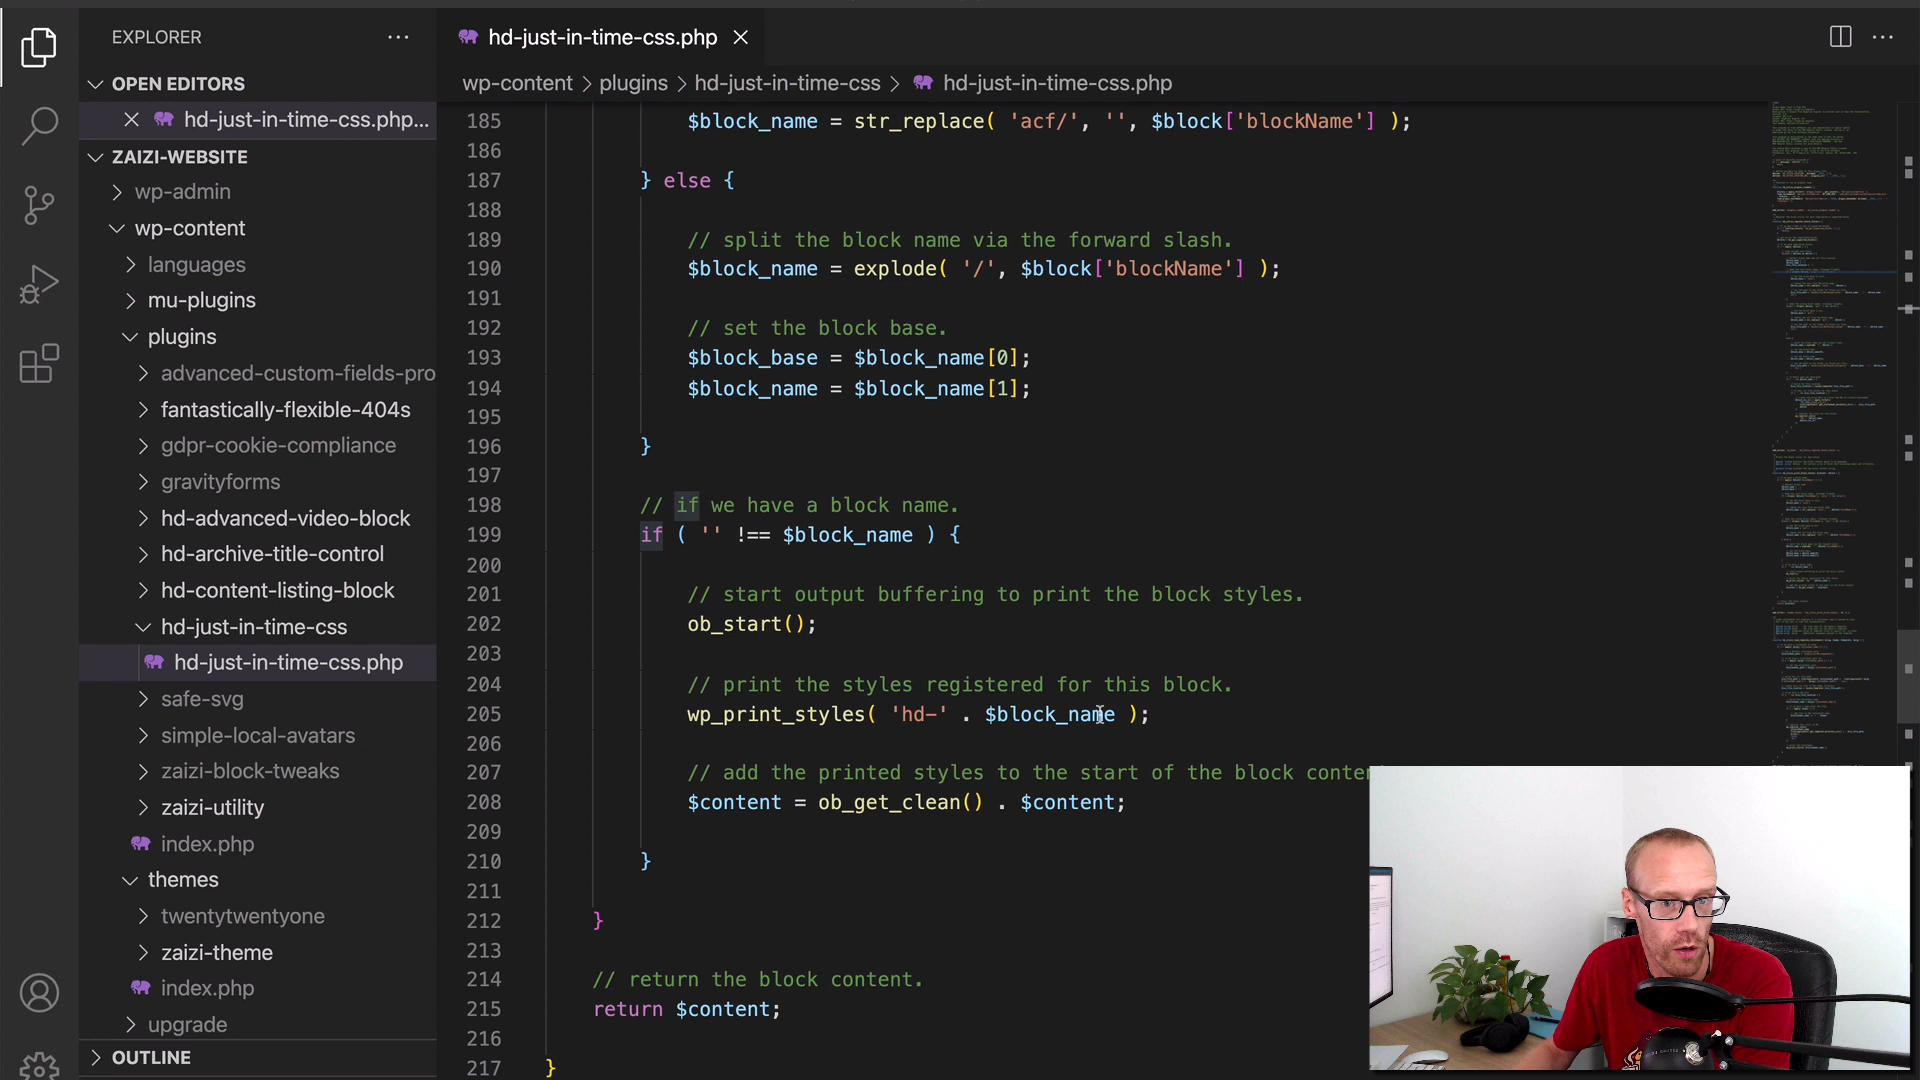 EXPLORER
hd-just-in-time-css.php
OPEN EDITORS
wp-content > plugins > hd-just-in-time-css > hd-just-in-time-css.php
hd-just-in-time-css.php...
ZAIZI-WEBSITE
wp-admin
wp-content
languages
mu-plugins
plugins
advanced-custom-fields-pro
fantastically-flexible-404s
gdpr-cookie-compliance
gravityforms
hd-advanced-video-block
hd-archive-title-control
hd-content-listing-block
hd-just-in-time-css
hd-just-in-time-css.php
safe-svg
simple-local-avatars
zaizi-block-tweaks
zaizi-utility
index.php
themes
twentytwentyone
zaizi-theme
index.php
upgrade
OUTLINE
185 $block_name = str_replace( 'acf/', '', $block['blockName'] );
186
187 } else {
188
189 // split the block name via the forward slash.
190 $block_name = explode( '/', $block['blockName'] );
191
192 // set the block base.
193 $block_base = $block_name[0];
194 $block_name = $block_name[1];
195
196 }
197
198 // if we have a block name.
199 if ( '' !== $block_name ) {
200
201 // start output buffering to print the block styles.
202 ob_start();
203
204 // print the styles registered for this block.
205 wp_print_styles( 'hd-' . $block_name );
206
207 // add the printed styles to the start of the block conten
208 $content = ob_get_clean() . $content;
209
210 }
211
212 }
213
214 // return the block content.
215 return $content;
216
217 }